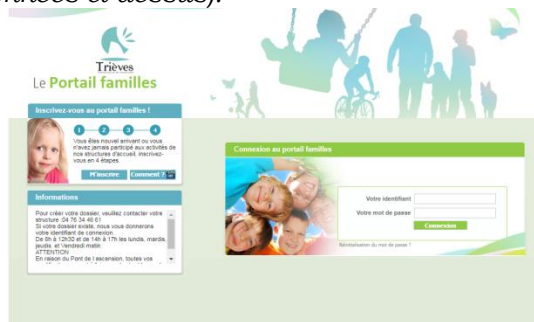 Trièves
Le Portail familles
Inscrivez-vous au portail familles !
1 2 3 4
Vous êtes nouvel arrivant ou vous
n'avez jamais participé aux activités de
nos structures d'accueil, inscrivez-
vous en 4 étapes
M'inscrire Comment ?
Informations
Pour créer votre dossier, veuillez contacter votre
structure 04 76 34 46 61
Si votre dossier existe, nous vous donnerons
votre identifiant de connexion
De 8h à 12h30 et de 14h à 17h les lundis, mardis,
jeudis, et Vendredi matin
ATTENTION
En raison du Pont de l ascension, toutes vos
Connexion au portail familles
Votre identifiant
Votre mot de passe
Connexion
Réinitialisation du mot de passe ?